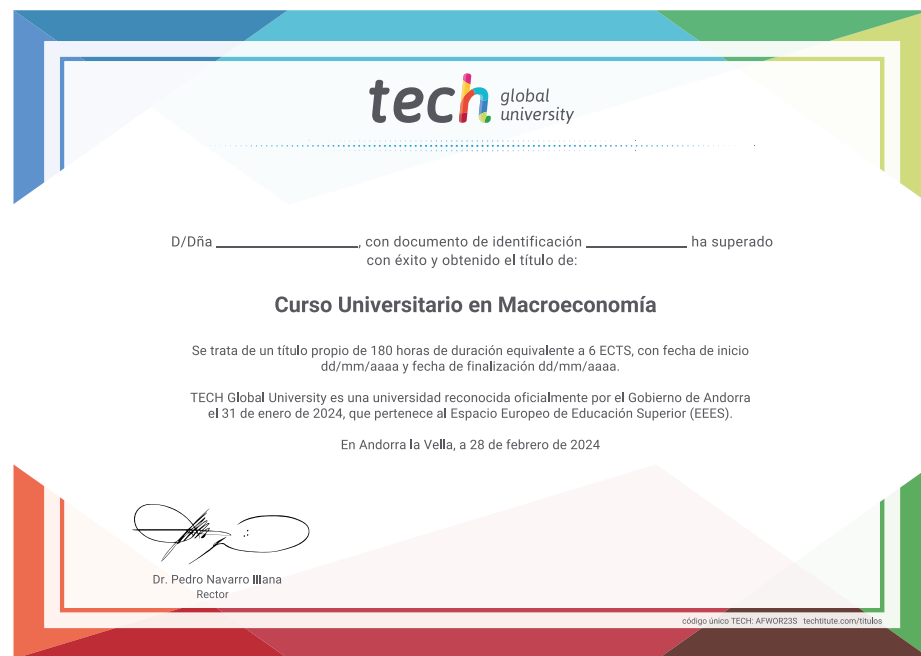 tech global
university
D/Dña ____________________, con documento de identificación ______________ ha superado
con éxito y obtenido el título de:
Curso Universitario en Macroeconomía
Se trata de un título propio de 180 horas de duración equivalente a 6 ECTS, con fecha de inicio
dd/mm/aaaa y fecha de finalización dd/mm/aaaa.
TECH Global University es una universidad reconocida oficialmente por el Gobierno de Andorra
el 31 de enero de 2024, que pertenece al Espacio Europeo de Educación Superior (EEES).
En Andorra la Vella, a 28 de febrero de 2024
Dr. Pedro Navarro Illana
Rector
código único TECH: AFWOR23S techtitute.com/titulos